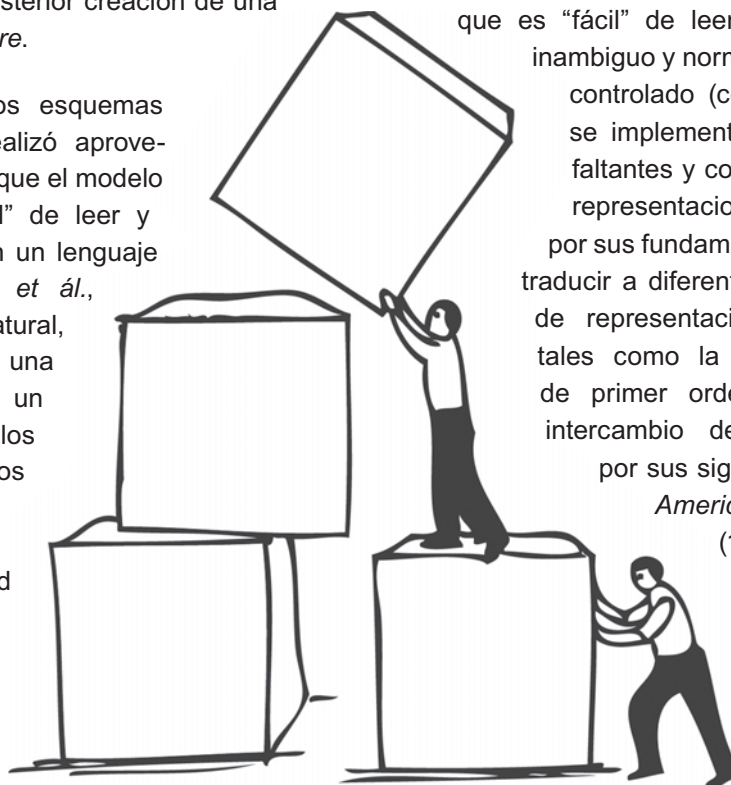 sterior creación de una
re.
os esquemas
ealizó aprove-
que el modelo
l” de leer y
n un lenguaje
et ál.,
atural,
una
un
los
os
d
que es “fácil” de leer
inambiguo y norn
controlado (c
se implement
faltantes y co
representacio
por sus fundam
traducir a diferent
de representaci
tales como la
de primer orde
intercambio de
por sus sig
Americ
(1